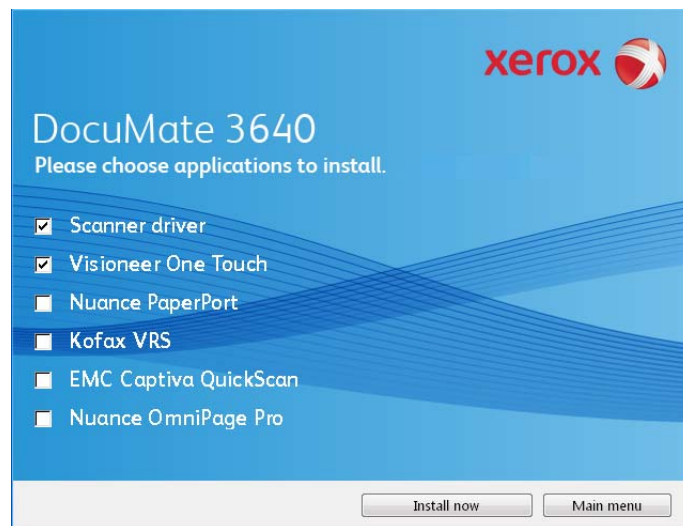 xerox
DocuMate 3640
Please choose applications to install.
Scanner driver
Visioneer One Touch
Nuance PaperPort
Kofax VRS
EMC Captiva QuickScan
Nuance OmniPage Pro
Install now
Main menu